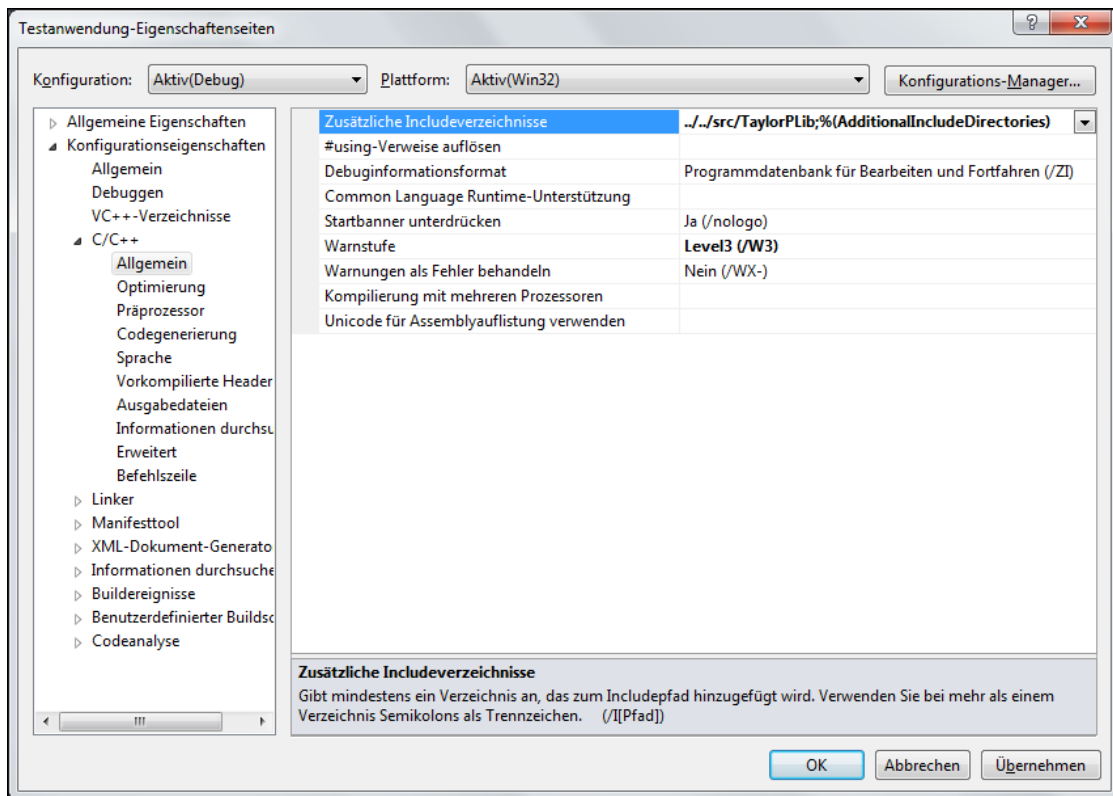 Testanwendung-Eigenschaftenseiten
Konfiguration: Aktiv(Debug) Plattform: Aktiv(Win32) Konfigurations-Manager...
Allgemeine Eigenschaften
Konfigurationseigenschaften
Allgemein
Debuggen
VC++-Verzeichnisse
C/C++
Allgemein
Optimierung
Präprozessor
Codegenerierung
Sprache
Vorkompilierte Header
Ausgabedateien
Informationen durchsu
Erweitert
Befehlszeile
Linker
Manifesttool
XML-Dokument-Generato
Informationen durchsuche
Buildereignisse
Benutzerdefinierter Buildsc
Codeanalyse
Zusätzliche Includeverzeichnisse ../../src/TaylorPLib;%(AdditionalIncludeDirectories)
#using-Verweise auflösen
Debuginformationsformat Programmdatenbank für Bearbeiten und Fortfahren (/ZI)
Common Language Runtime-Unterstützung
Startbanner unterdrücken Ja (/nologo)
Warnstufe Level3 (/W3)
Warnungen als Fehler behandeln Nein (/WX-)
Kompilierung mit mehreren Prozessoren
Unicode für Assemblyauflistung verwenden
Zusätzliche Includeverzeichnisse
Gibt mindestens ein Verzeichnis an, das zum Includepfad hinzugefügt wird. Verwenden Sie bei mehr als einem
Verzeichnis Semikolons als Trennzeichen. (/I[Pfad])
OK Abbrechen Übernehmen